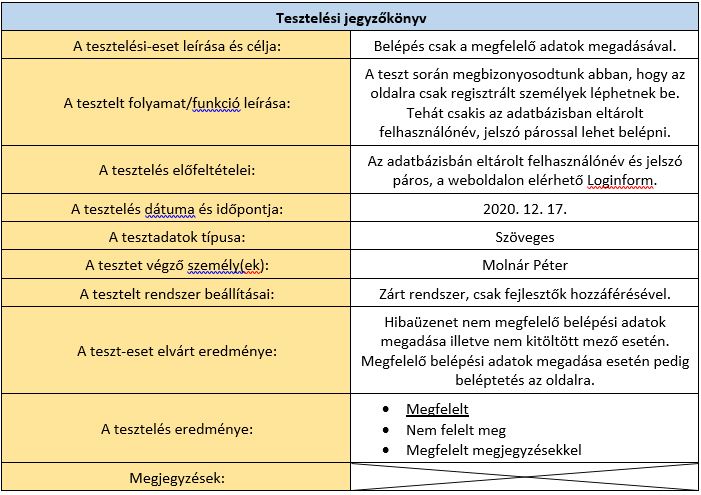 Tesztelési jegyzőkönyv
A tesztelési-eset leírása és célja:
Belépés csak a megfelelő adatok megadásával.
A tesztelt folyamat/funkció leírása:
A teszt során megbizonyosodtunk abban, hogy az
oldalra csak regisztrált személyek léphetnek be.
Tehát csakis az adatbázisban eltárolt
felhasználónév, jelszó párossal lehet belépni.
A tesztelés előfeltételei:
Az adatbázisbán eltárolt felhasználónév és jelszó
páros, a weboldalon elérhető Loginform.
A tesztelés dátuma és időpontja:
2020. 12. 17.
A tesztadatok típusa:
Szöveges
A tesztet végző személy(ek):
Molnár Péter
A tesztelt rendszer beállításai:
Zárt rendszer, csak fejlesztők hozzáférésével.
A teszt-eset elvárt eredménye:
Hibaüzenet nem megfelelő belépési adatok
megadása illetve nem kitöltött mező esetén.
Megfelelő belépési adatok megadása esetén pedig
beléptetés az oldalra.
A tesztelés eredménye:
• Megfelelt
• Nem felelt meg
• Megfelelt megjegyzésekkel
Megjegyzések: